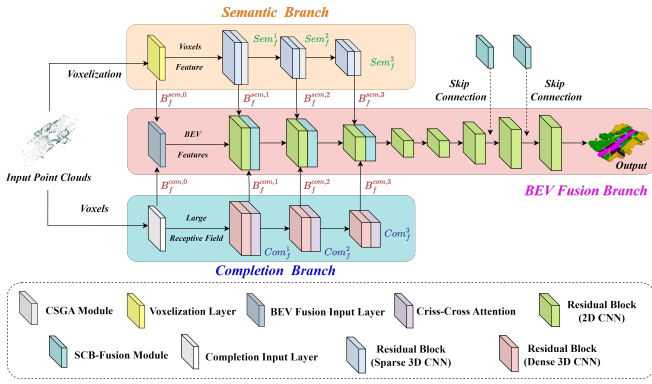 Semantic Branch
Voxels
Feature
Sem_f^1
Sem_f^2
Sem_f^3
Voxelization
B_f^{sem,0}
B_f^{sem,1}
B_f^{sem,2}
B_f^{sem,3}
Skip
Connection
Skip
Connection
BEV
Features
Input Point Clouds
Output
BEV Fusion Branch
B_f^{com,0}
B_f^{com,1}
B_f^{com,2}
B_f^{com,3}
Voxels
Large
Receptive Field
Com_f^1
Com_f^2
Com_f^3
Completion Branch
CSGA Module
Voxelization Layer
BEV Fusion Input Layer
Criss-Cross Attention
Residual Block
(2D CNN)
SCB-Fusion Module
Completion Input Layer
Residual Block
(Sparse 3D CNN)
Residual Block
(Dense 3D CNN)